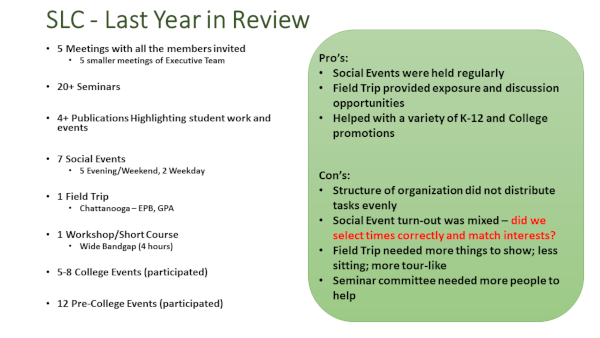 SLC - Last Year in Review
• 5 Meetings with all the members invited
• 5 smaller meetings of Executive Team
• 20+ Seminars
• 4+ Publications Highlighting student work and
events
• 7 Social Events
• 5 Evening/Weekend, 2 Weekday
• 1 Field Trip
• Chattanooga – EPB, GPA
• 1 Workshop/Short Course
• Wide Bandgap (4 hours)
• 5-8 College Events (participated)
• 12 Pre-College Events (participated)
Pro's:
• Social Events were held regularly
• Field Trip provided exposure and discussion
opportunities
• Helped with a variety of K-12 and College
promotions
Con's:
• Structure of organization did not distribute
tasks evenly
• Social Event turn-out was mixed – did we
select times correctly and match interests?
• Field Trip needed more things to show; less
sitting; more tour-like
• Seminar committee needed more people to
help